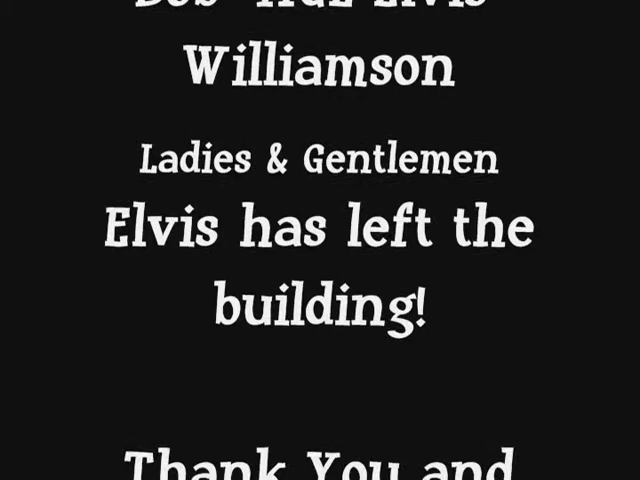 Williamson
Ladies & Gentlemen
Elvis has left the
building!
Thank You and